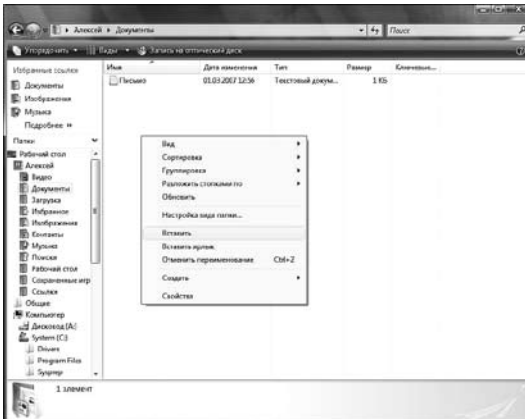 Алексей ▸ Документы
Поиск
Упорядочить
Виды
Запись на оптический диск
Избранные ссылки
Документы
Изображения
Музыка
Подробнее »
Папки
Рабочий стол
Алексей
Видео
Документы
Загрузка
Избранное
Изображения
Контакты
Музыка
Поиски
Рабочий стол
Сохраненные игр
Ссылки
Общие
Компьютер
Дисковод (A:)
System (C:)
Drivers
Program Files
Sysprep
Имя Дата изменения Тип Размер Ключевые...
Письмо 01.03.2007 12:56 Текстовый докум... 1 КБ
Вид
Сортировка
Группировка
Разложить стопками по
Обновить
Настройка вида папки...
Вставить
Вставить ярлык
Отменить переименование Ctrl+Z
Создать
Свойства
1 элемент